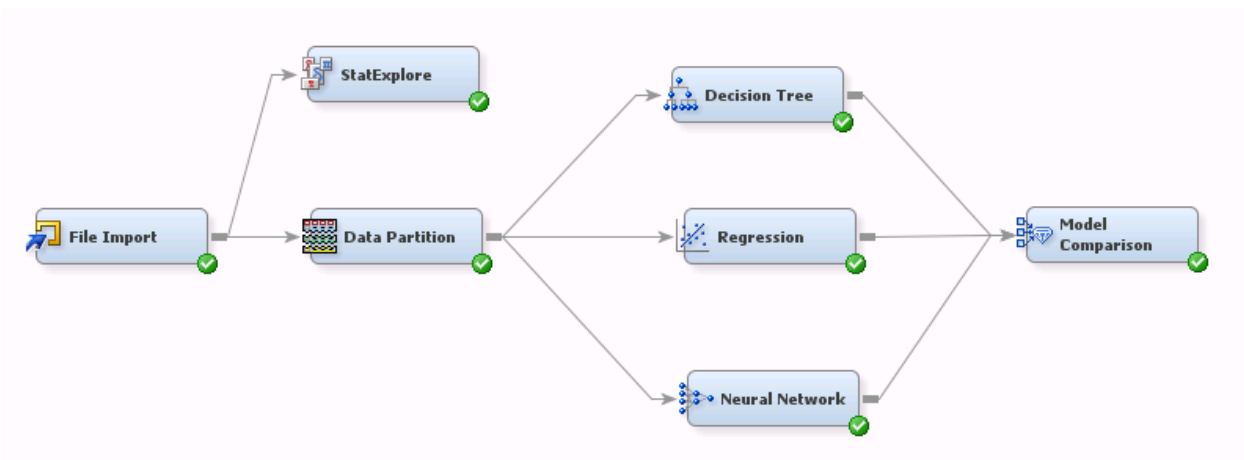 StatExplore
Decision Tree
File Import
Data Partition
Regression
Model
Comparison
Neural Network